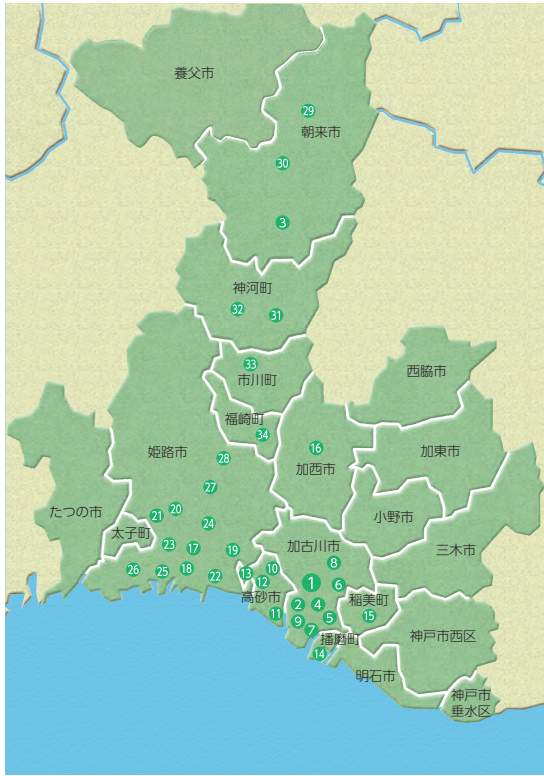 養父市
29
朝来市
30
3
神河町
32
31
33
市川町
西脇市
福崎町
34
16
加西市
加東市
28
姫路市
27
たつの市
20
21
24
小野市
太子町
23
17
19
加古川市
三木市
8
26
25
18
22
13
10
12
1
6
高砂市
稲美町
2
4
11
15
5
9
7
播磨町
神戸市西区
14
明石市
神戸市
垂水区